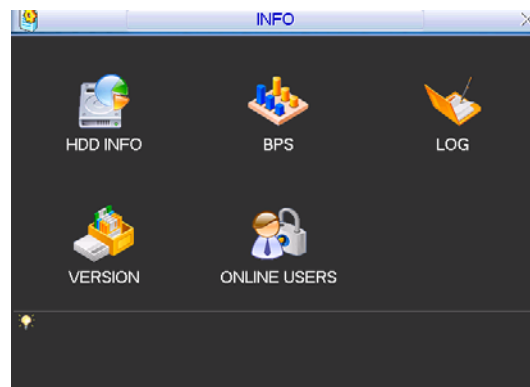 INFO
HDD INFO
BPS
LOG
VERSION
ONLINE USERS